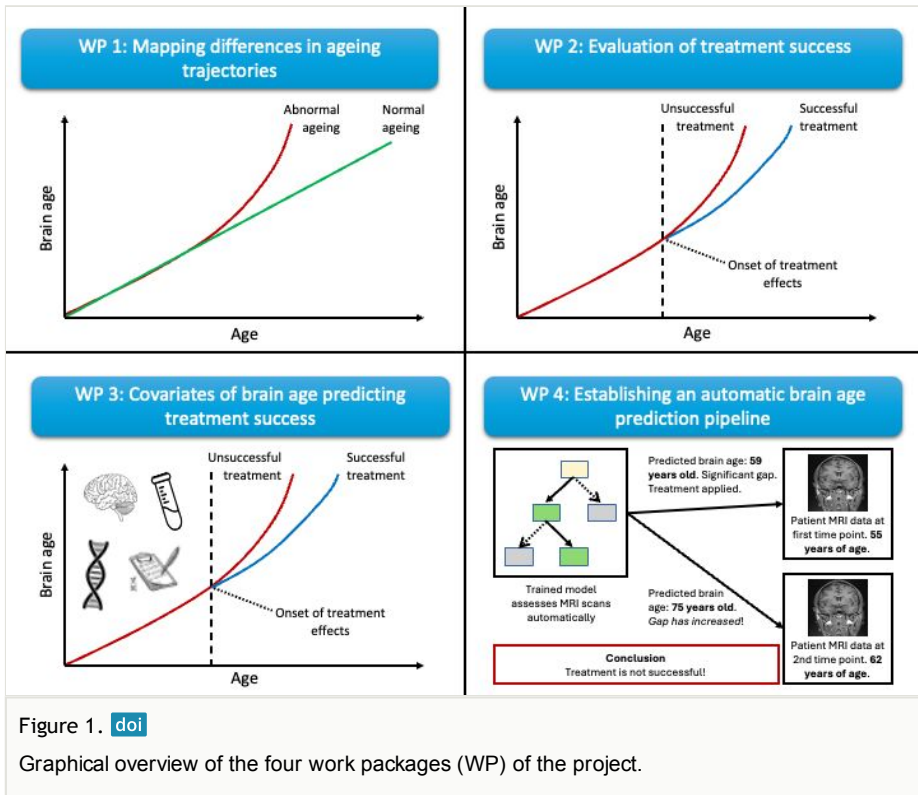 WP 1: Mapping differences in ageing
trajectories
Abnormal
ageing
Normal
ageing
Brain age
Age
WP 2: Evaluation of treatment success
Unsuccessful
treatment
Successful
treatment
Brain age
Onset of treatment
effects
Age
WP 3: Covariates of brain age predicting
treatment success
Unsuccessful
treatment
Successful
treatment
Brain age
Onset of treatment
effects
Age
WP 4: Establishing an automatic brain age
prediction pipeline
Trained model
assesses MRI scans
automatically
Predicted brain age: 59
years old. Significant gap.
Treatment applied.
Patient MRI data at
first time point. 55
years of age.
Predicted brain
age: 75 years old.
Gap has increased!
Patient MRI data at
2nd time point. 62
years of age.
Conclusion
Treatment is not successful!
Figure 1. doi
Graphical overview of the four work packages (WP) of the project.